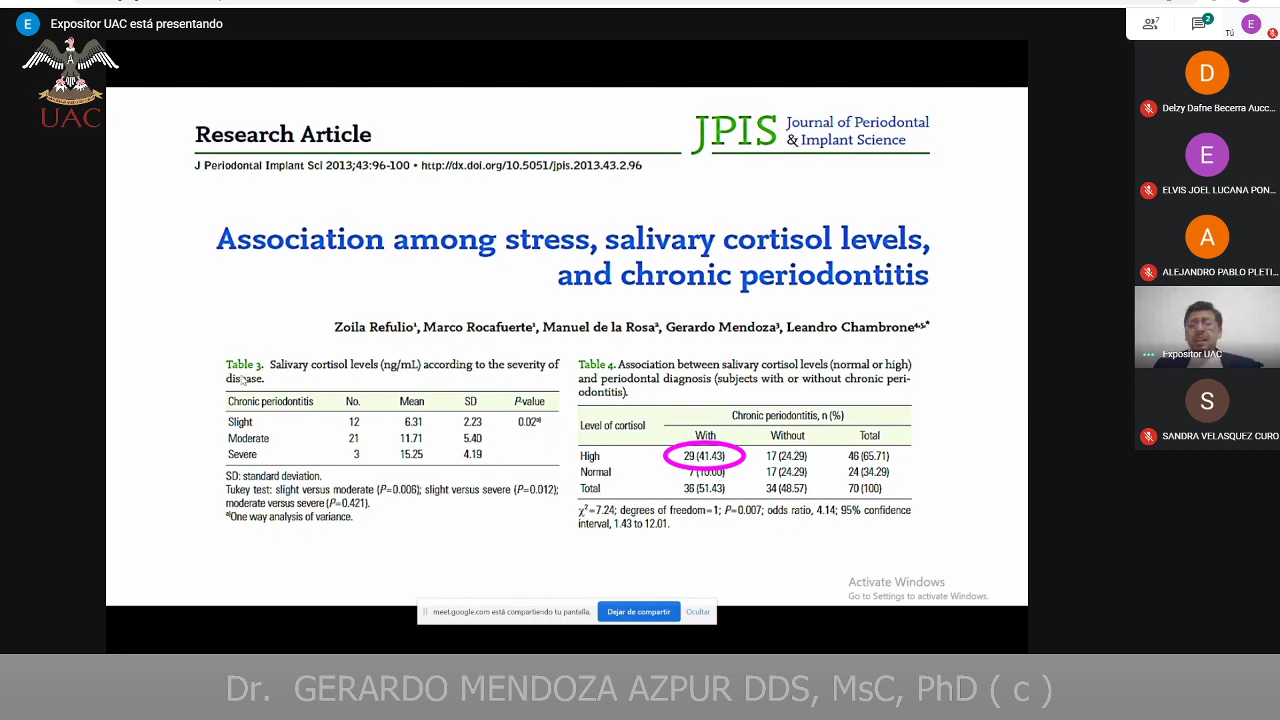 E Expositor UAC está presentando
7
2
Tú
E
UAC
Research Article
JPIS Journal of Periodontal
& Implant Science
J Periodontal Implant Sci 2013;43:96-100 • http://dx.doi.org/10.5051/jpis.2013.43.2.96
Association among stress, salivary cortisol levels,
and chronic periodontitis
Zoila Refulio¹, Marco Rocafuerte¹, Manuel de la Rosa², Gerardo Mendoza³, Leandro Chambrone⁴,⁵,*
Table 3. Salivary cortisol levels (ng/mL) according to the severity of
disease.
Chronic periodontitis No. Mean SD P-value
Slight 12 6.31 2.23 0.02ᵃ⁾
Moderate 21 11.71 5.40
Severe 3 15.25 4.19
SD: standard deviation.
Tukey test: slight versus moderate (P=0.006); slight versus severe (P=0.012);
moderate versus severe (P=0.421).
ᵃ⁾One way analysis of variance.
Table 4. Association between salivary cortisol levels (normal or high)
and periodontal diagnosis (subjects with or without chronic peri-
odontitis).
Level of cortisol Chronic periodontitis, n (%)
With Without Total
High 29 (41.43) 17 (24.29) 46 (65.71)
Normal 7 (10.00) 17 (24.29) 24 (34.29)
Total 36 (51.43) 34 (48.57) 70 (100)
χ²=7.24; degrees of freedom=1; P=0.007; odds ratio, 4.14; 95% confidence
interval, 1.43 to 12.01.
Activate Windows
Go to Settings to activate Windows.
meet.google.com está compartiendo tu pantalla. Dejar de compartir Ocultar
D
Delzy Dafne Becerra Aucc...
E
ELVIS JOEL LUCANA PON...
A
ALEJANDRO PABLO PLETI...
Expositor UAC
S
SANDRA VELASQUEZ CURO
Dr. GERARDO MENDOZA AZPUR DDS, MsC, PhD ( c )